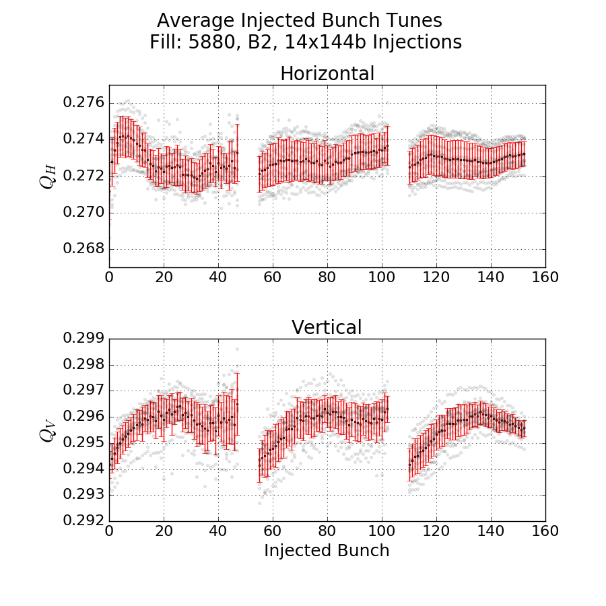 Average Injected Bunch Tunes
Fill: 5880, B2, 14x144b Injections
Horizontal
0.276
0.274
0.272
0.270
0.268
Q_H
0 20 40 60 80 100 120 140 160
Vertical
0.299
0.298
0.297
0.296
0.295
0.294
0.293
0.292
Q_V
0 20 40 60 80 100 120 140 160
Injected Bunch